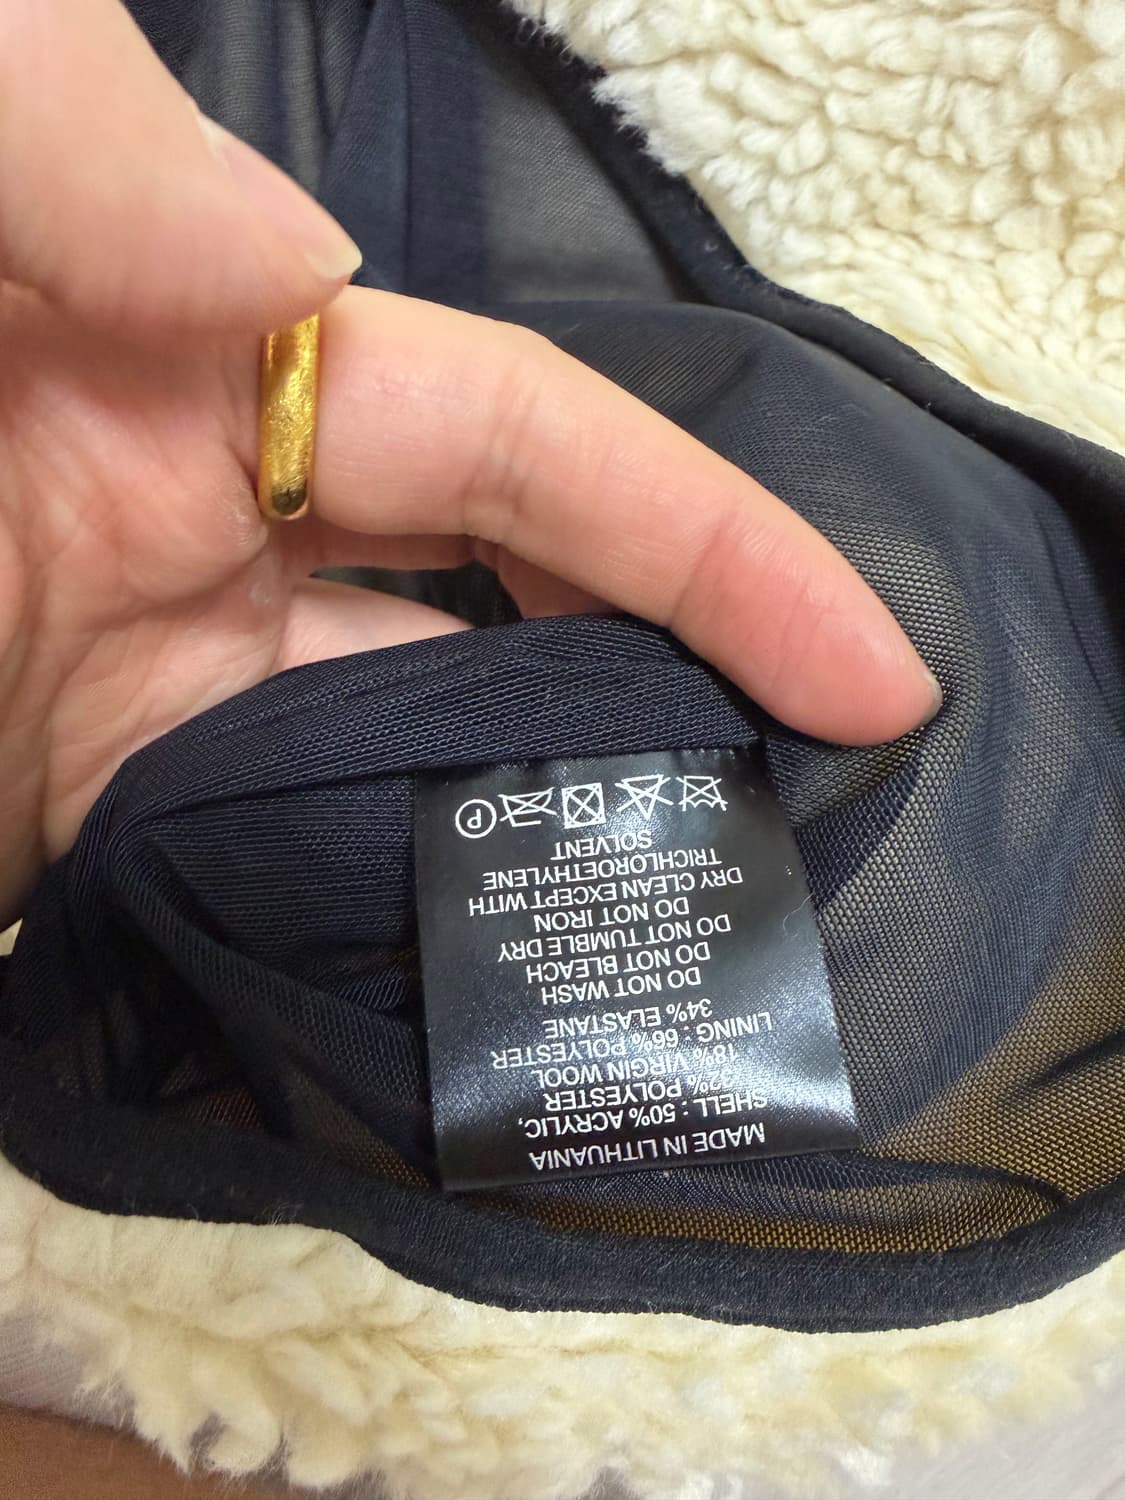 MADE IN LITHUANIA
SHELL : 50% ACRYLIC,
32% POLYESTER
18% VIRGIN WOOL
LINING : 66% POLYESTER
34% ELASTANE
DO NOT WASH
DO NOT BLEACH
DO NOT TUMBLE DRY
DO NOT IRON
DRY CLEAN EXCEPT WITH
TRICHLOROETHYLENE
SOLVENT
P